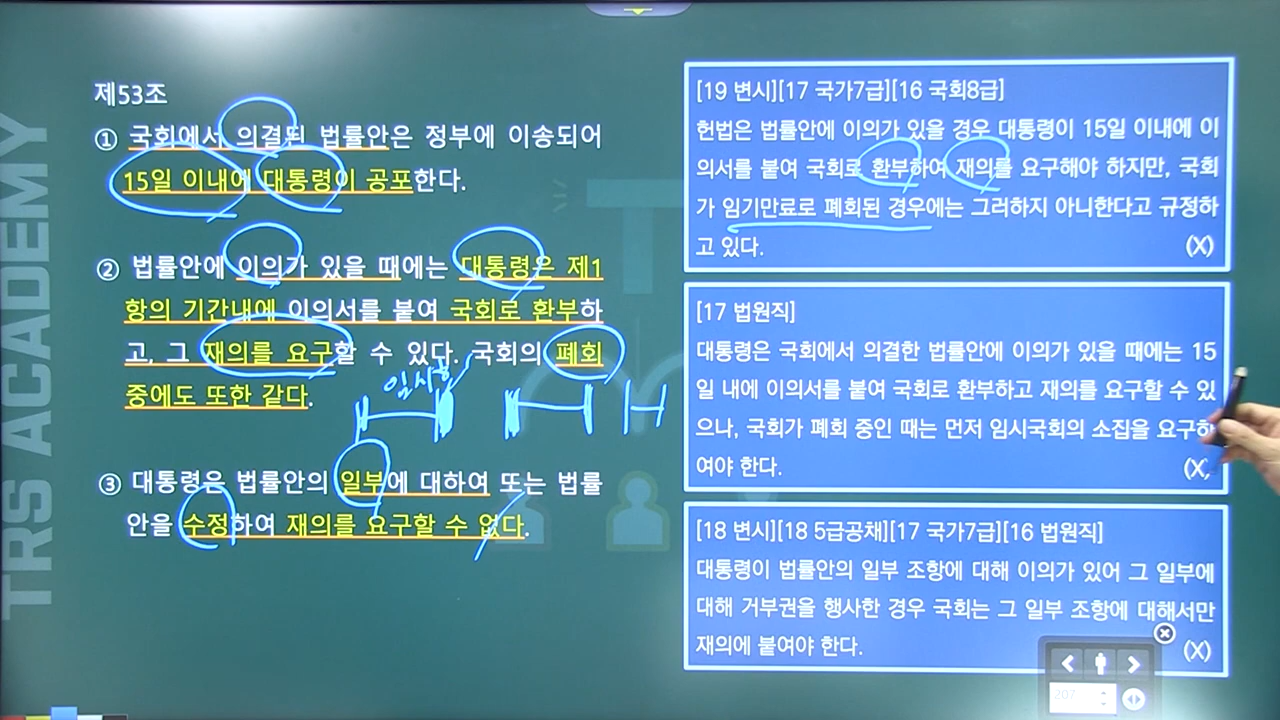 제53조
① 국회에서 의결된 법률안은 정부에 이송되어
15일 이내에 대통령이 공포한다.
② 법률안에 이의가 있을 때에는 대통령은 제1
항의 기간내에 이의서를 붙여 국회로 환부하
고, 그 재의를 요구할 수 있다. 국회의 폐회
중에도 또한 같다.
③ 대통령은 법률안의 일부에 대하여 또는 법률
안을 수정하여 재의를 요구할 수 없다.
[19 변시][17 국가7급][16 국회8급]
헌법은 법률안에 이의가 있을 경우 대통령이 15일 이내에 이
의서를 붙여 국회로 환부하여 재의를 요구해야 하지만, 국회
가 임기만료로 폐회된 경우에는 그러하지 아니한다고 규정하
고 있다. (X)
[17 법원직]
대통령은 국회에서 의결한 법률안에 이의가 있을 때에는 15
일 내에 이의서를 붙여 국회로 환부하고 재의를 요구할 수 있
으나, 국회가 폐회 중인 때는 먼저 임시국회의 소집을 요구하
여야 한다. (X)
[18 변시][18 5급공채][17 국가7급][16 법원직]
대통령이 법률안의 일부 조항에 대해 이의가 있어 그 일부에
대해 거부권을 행사한 경우 국회는 그 일부 조항에 대해서만
재의에 붙여야 한다. (X)
TRS ACADEMY
207